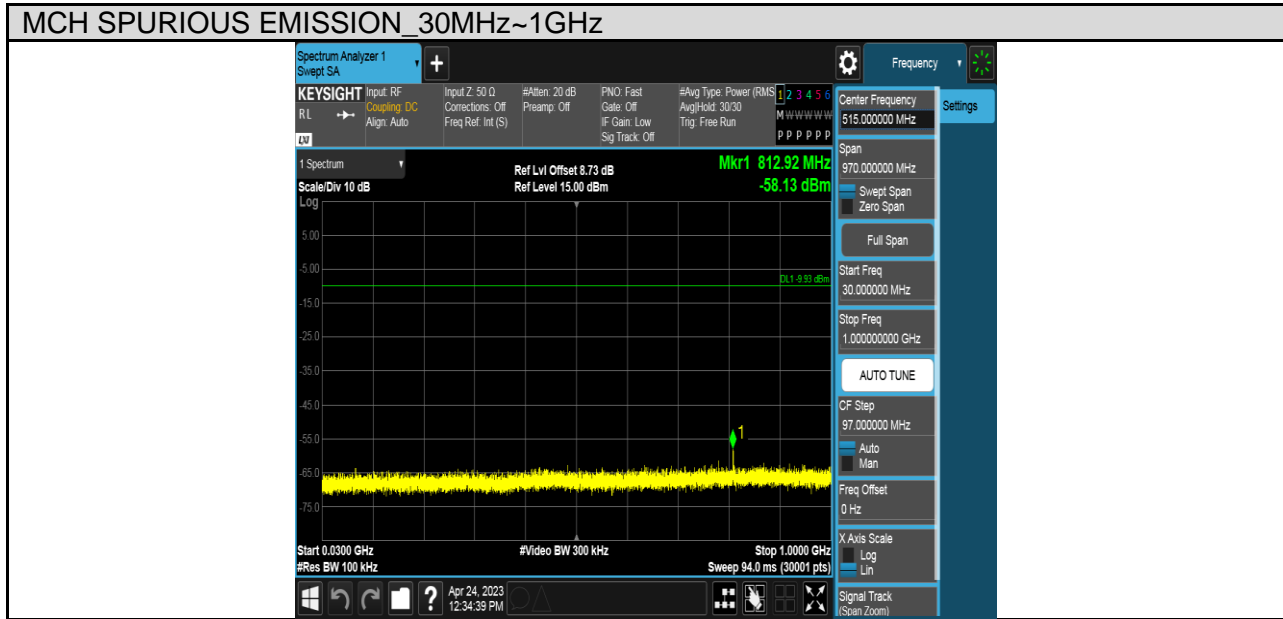 MCH SPURIOUS EMISSION_30MHz~1GHz
Spectrum Analyzer 1
Swept SA
+
Frequency
KEYSIGHT
RL
LXI
Input: RF
Coupling: DC
Align: Auto
Input Z: 50 Ω
Corrections: Off
Freq Ref: Int (S)
#Atten: 20 dB
Preamp: Off
PNO: Fast
Gate: Off
IF Gain: Low
Sig Track: Off
#Avg Type: Power (RMS
Avg|Hold: 30/30
Trig: Free Run
1 2 3 4 5 6
M W W W W W
P P P P P P
1 Spectrum
Scale/Div 10 dB
Log
Ref Lvl Offset 8.73 dB
Ref Level 15.00 dBm
Mkr1 812.92 MHz
-58.13 dBm
5.00
-5.00
DL1 -9.93 dBm
-15.0
-25.0
-35.0
-45.0
-55.0
1
-65.0
-75.0
Start 0.0300 GHz
#Res BW 100 kHz
#Video BW 300 kHz
Stop 1.0000 GHz
Sweep 94.0 ms (30001 pts)
?
Apr 24, 2023
12:34:39 PM
Settings
Center Frequency
515.000000 MHz
Span
970.000000 MHz
Swept Span
Zero Span
Full Span
Start Freq
30.000000 MHz
Stop Freq
1.000000000 GHz
AUTO TUNE
CF Step
97.000000 MHz
Auto
Man
Freq Offset
0 Hz
X Axis Scale
Log
Lin
Signal Track
(Span Zoom)